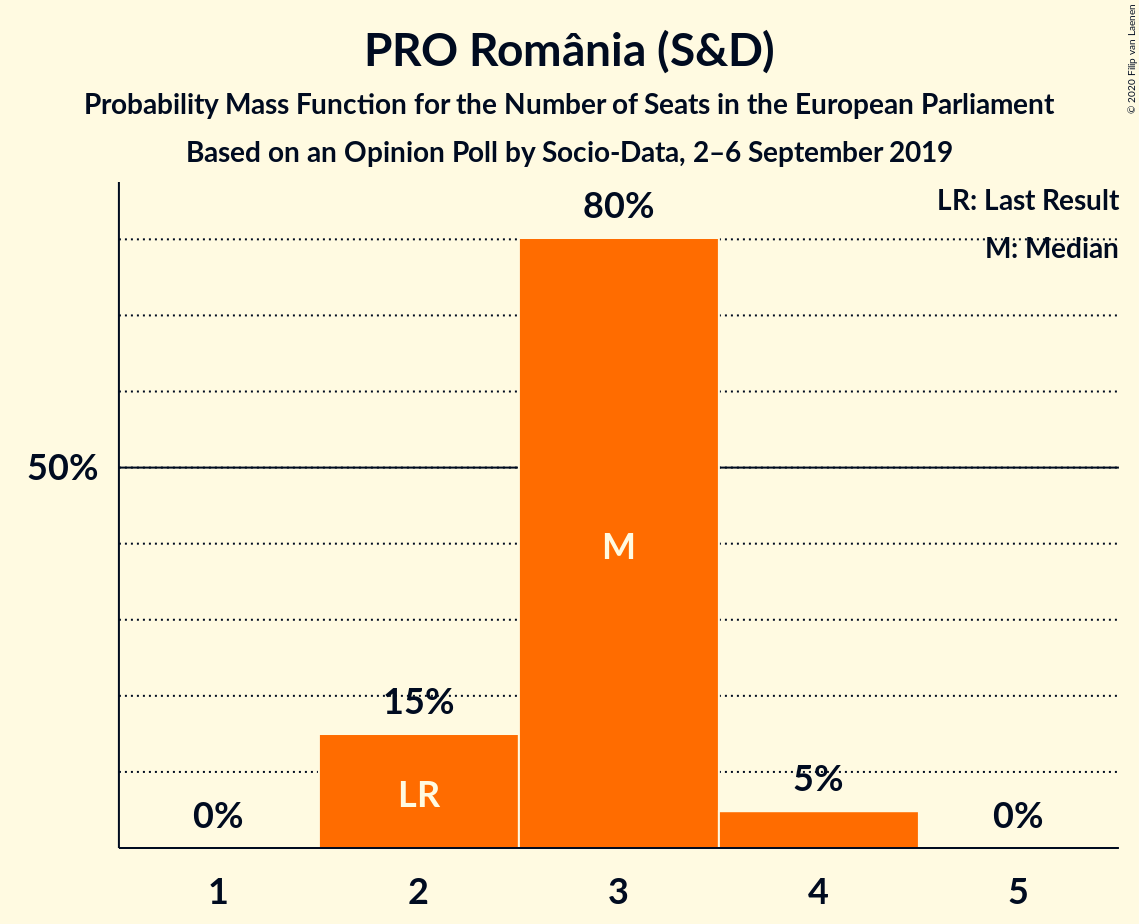 PRO România (S&D)
Probability Mass Function for the Number of Seats in the European Parliament
Based on an Opinion Poll by Socio-Data, 2–6 September 2019
© 2020 Filip van Laenen
LR: Last Result
M: Median
80%
50%
M
15%
LR
5%
0%
0%
1 2 3 4 5